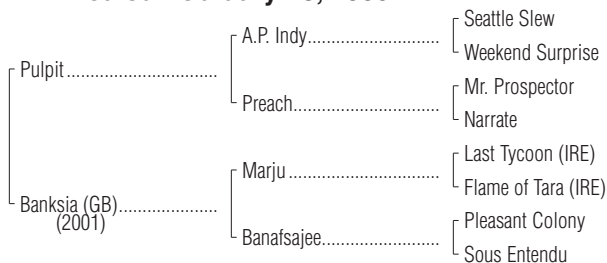 Seattle Slew
A.P. Indy
Weekend Surprise
Pulpit
Mr. Prospector
Preach
Narrate
Last Tycoon (IRE)
Marju
Flame of Tara (IRE)
Banksia (GB)
(2001)
Pleasant Colony
Banafsajee
Sous Entendu